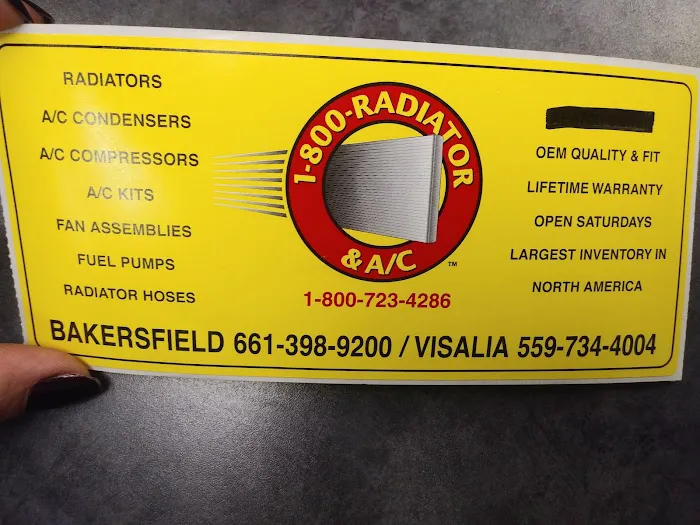 RADIATORS
A/C CONDENSERS
A/C COMPRESSORS
A/C KITS
FAN ASSEMBLIES
FUEL PUMPS
RADIATOR HOSES
1-800-RADIATOR
& A/C
™
1-800-723-4286
OEM QUALITY & FIT
LIFETIME WARRANTY
OPEN SATURDAYS
LARGEST INVENTORY IN
NORTH AMERICA
BAKERSFIELD 661-398-9200 / VISALIA 559-734-4004